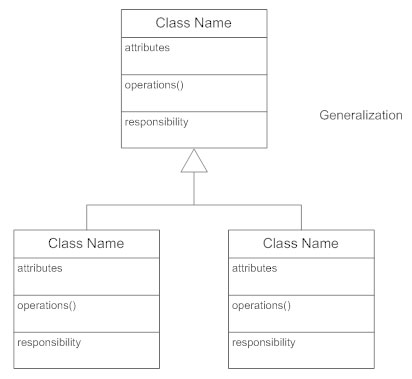 Class Name
attributes
operations()
responsibility
Generalization
Class Name
attributes
operations()
responsibility
Class Name
attributes
operations()
responsibility